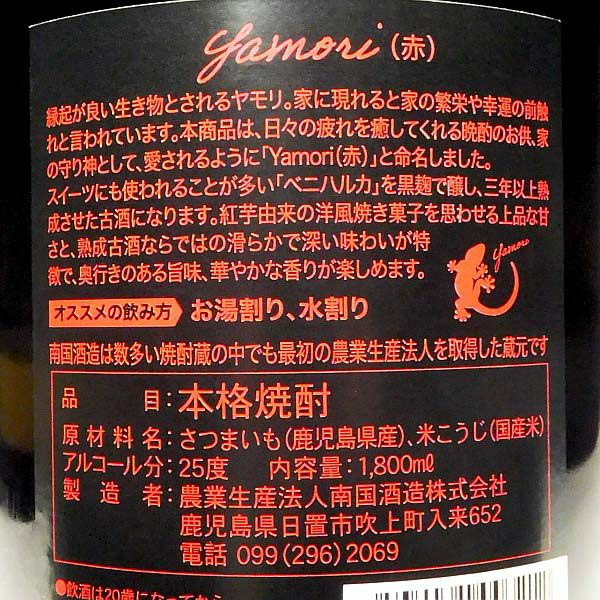 yamori（赤）
縁起が良い生き物とされるヤモリ。家に現れると家の繁栄や幸運の前触
れと言われています。本商品は、日々の疲れを癒してくれる晩酌のお供、家
の守り神として、愛されるように「Yamori（赤）」と命名しました。
スイーツにも使われることが多い「ベニハルカ」を黒麹で醸し、三年以上熟
成させた古酒になります。紅芋由来の洋風焼き菓子を思わせる上品な甘
さと、熟成古酒ならではの滑らかで深い味わいが特
徴で、奥行きのある旨味、華やかな香りが楽しめます。
yamori
オススメの飲み方 お湯割り、水割り
南国酒造は数多い焼酎蔵の中でも最初の農業生産法人を取得した蔵元です
品目：本格焼酎
原材料名：さつまいも（鹿児島県産）、米こうじ（国産米）
アルコール分：25度 内容量：1,800mℓ
製造者：農業生産法人南国酒造株式会社
鹿児島県日置市吹上町入来652
電話 099（296）2069
●飲酒は20歳になってから